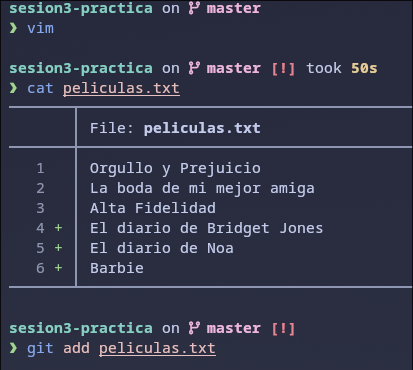 sesion3-practica on master
❯ vim
sesion3-practica on master [!] took 50s
❯ cat peliculas.txt
File: peliculas.txt
1 Orgullo y Prejuicio
2 La boda de mi mejor amiga
3 Alta Fidelidad
4 + El diario de Bridget Jones
5 + El diario de Noa
6 + Barbie
sesion3-practica on master [!]
❯ git add peliculas.txt